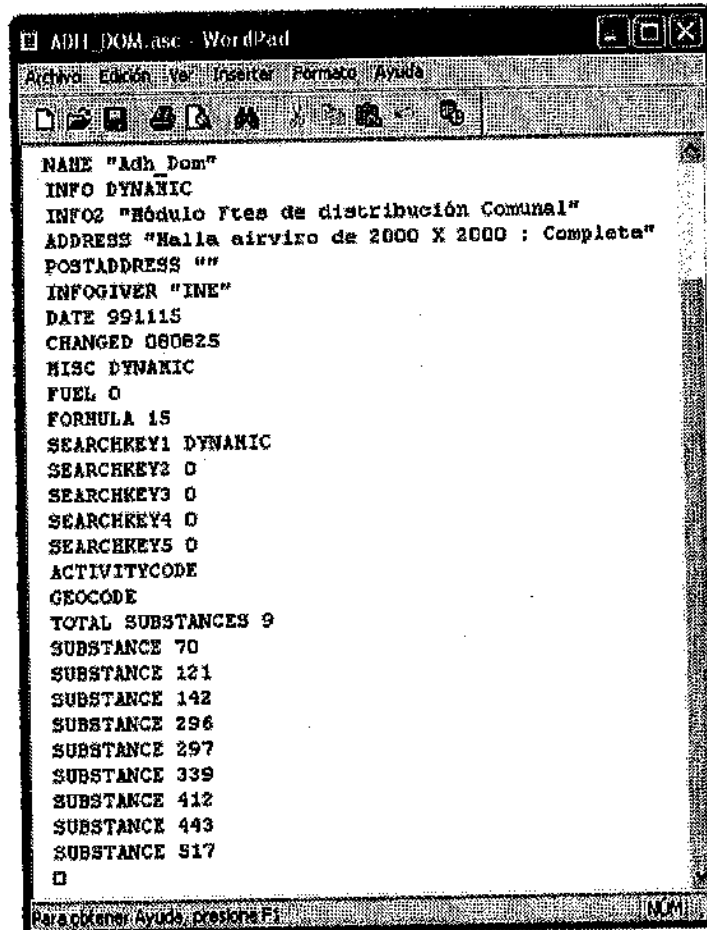 ADH_DOM.asc - WordPad
Archivo Edición Ver Insertar Formato Ayuda
NAME "Adh_Dom"
INFO DYNAMIC
INFO2 "Módulo Ftes de distribución Comunal"
ADDRESS "Malla airviro de 2000 X 2000 : Completa"
POSTADDRESS ""
INFOGIVER "INE"
DATE 991115
CHANGED 080825
MISC DYNAMIC
FUEL 0
FORMULA 15
SEARCHKEY1 DYNAMIC
SEARCHKEY2 0
SEARCHKEY3 0
SEARCHKEY4 0
SEARCHKEY5 0
ACTIVITYCODE
GEOCODE
TOTAL SUBSTANCES 9
SUBSTANCE 70
SUBSTANCE 121
SUBSTANCE 142
SUBSTANCE 296
SUBSTANCE 297
SUBSTANCE 339
SUBSTANCE 412
SUBSTANCE 443
SUBSTANCE 517
Para obtener Ayuda, presione F1 NUM